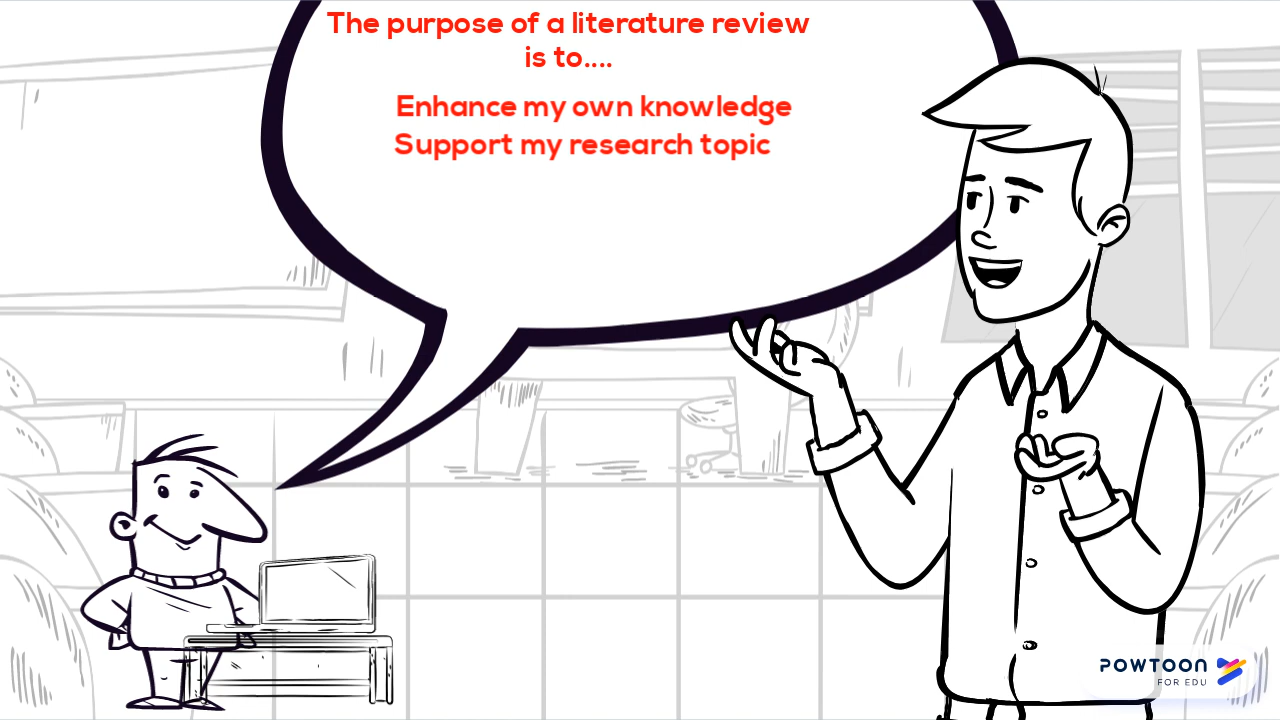 The purpose of a literature review
is to....
Enhance my own knowledge
Support my research topic
POWTOON
FOR EDU